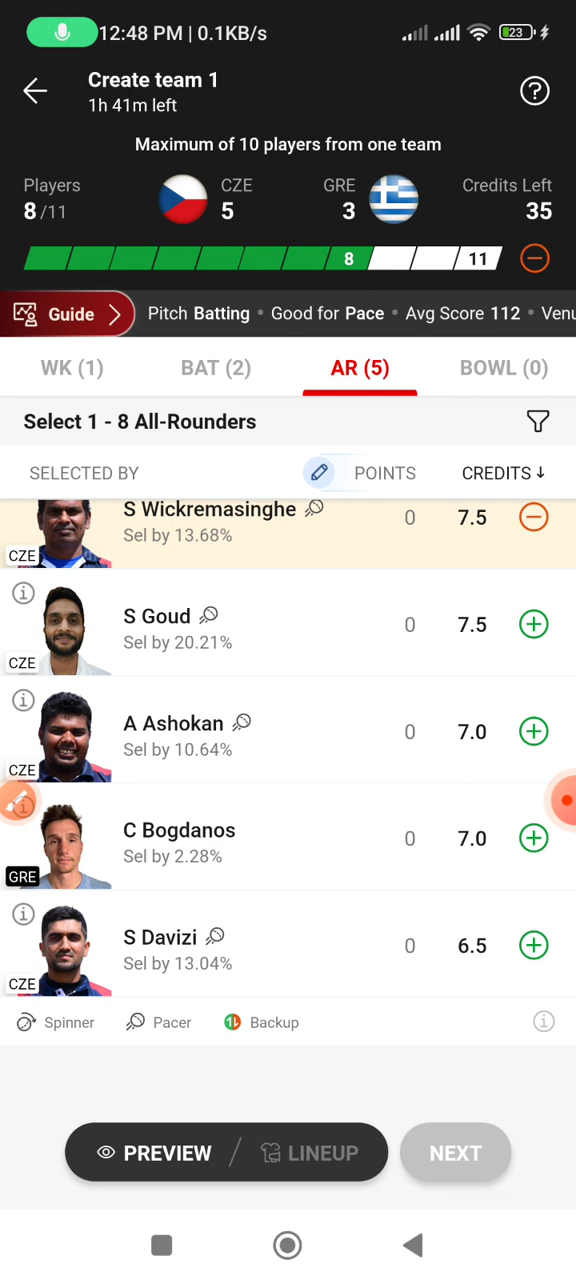 12:48 PM | 0.1KB/s
23
Create team 1
1h 41m left
Maximum of 10 players from one team
Players
8/11
CZE
5
GRE
3
Credits Left
35
8
11
Guide
Pitch Batting • Good for Pace • Avg Score 112 • Venu
WK (1)
BAT (2)
AR (5)
BOWL (0)
Select 1 - 8 All-Rounders
SELECTED BY
POINTS
CREDITS ↓
S Wickremasinghe
Sel by 13.68%
0
7.5
CZE
S Goud
Sel by 20.21%
0
7.5
CZE
A Ashokan
Sel by 10.64%
0
7.0
CZE
C Bogdanos
Sel by 2.28%
0
7.0
GRE
S Davizi
Sel by 13.04%
0
6.5
CZE
Spinner
Pacer
Backup
PREVIEW / LINEUP
NEXT